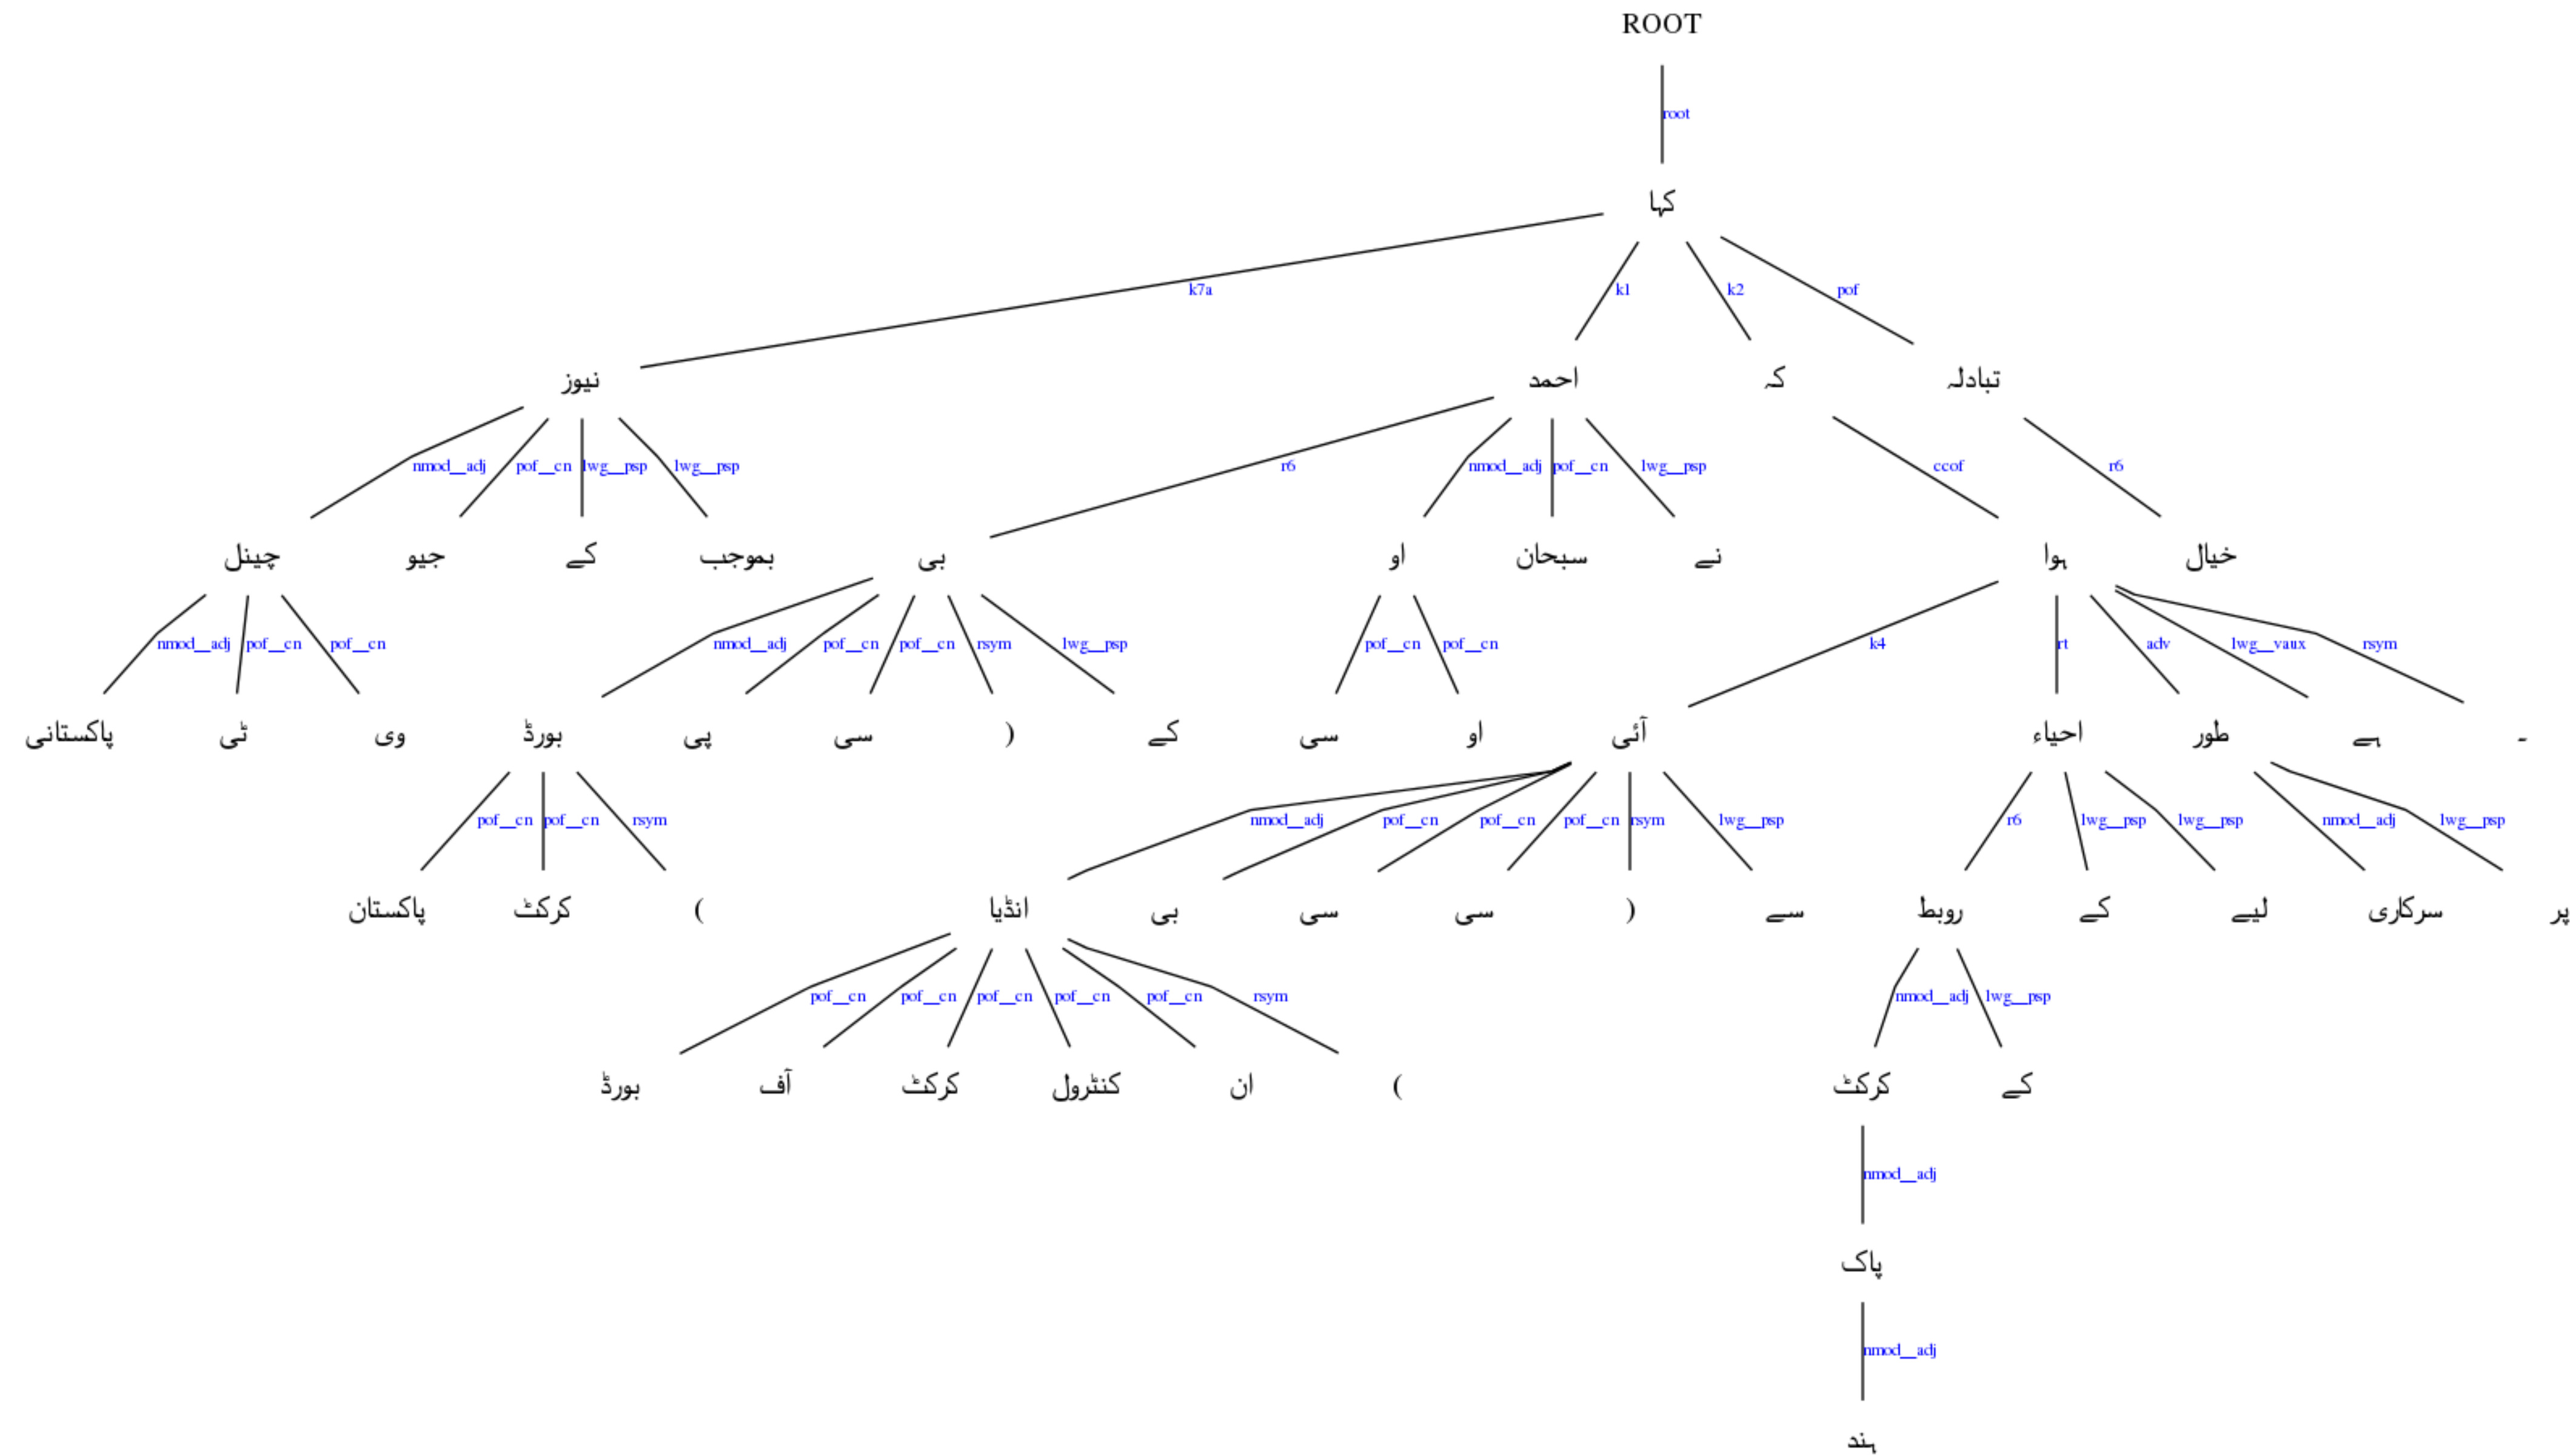 ROOT
root
کہا
k7a k1 k2 pof
نیوز احمد کہ تبادلہ
nmod__adj pof__cn lwg__psp lwg__psp r6 nmod__adj pof__cn lwg__psp ccof r6
چینل جیو کے بموجب بی او سبحان نے ہوا خیال
nmod__adj pof__cn pof__cn nmod__adj pof__cn pof__cn rsym lwg__psp pof__cn pof__cn k4 rt adv lwg__vaux rsym
پاکستانی ٹی وی بورڈ پی سی ) کے سی او آئی احیاء طور ہے ۔
pof__cn pof__cn rsym nmod__adj pof__cn pof__cn pof__cn rsym lwg__psp r6 lwg__psp lwg__psp nmod__adj lwg__psp
پاکستان کرکٹ ( انڈیا بی سی سی ) سے روبط کے لیے سرکاری پر
pof__cn pof__cn pof__cn pof__cn pof__cn rsym nmod__adj lwg__psp
بورڈ آف کرکٹ کنٹرول ان ( کرکٹ کے
nmod__adj
پاک
nmod__adj
ہند